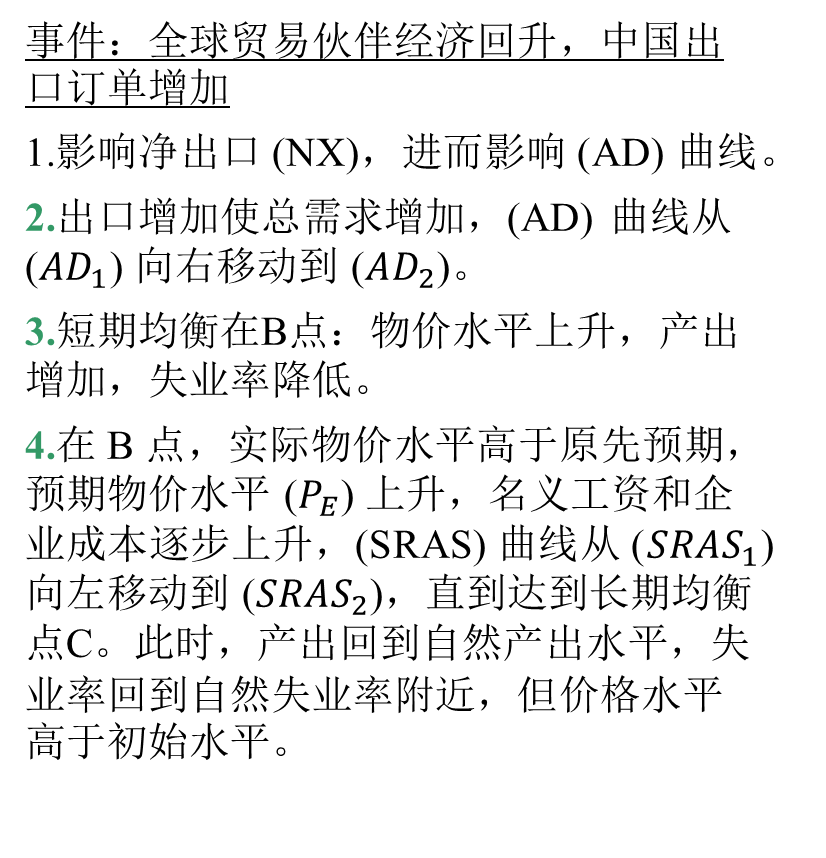 事件：全球贸易伙伴经济回升，中国出
口订单增加
1.影响净出口 (NX)，进而影响 (AD) 曲线。
2.出口增加使总需求增加，(AD) 曲线从
(AD₁) 向右移动到 (AD₂)。
3.短期均衡在B点：物价水平上升，产出
增加，失业率降低。
4.在 B 点，实际物价水平高于原先预期，
预期物价水平 (P_E) 上升，名义工资和企
业成本逐步上升，(SRAS) 曲线从 (SRAS₁)
向左移动到 (SRAS₂)，直到达到长期均衡
点C。此时，产出回到自然产出水平，失
业率回到自然失业率附近，但价格水平
高于初始水平。